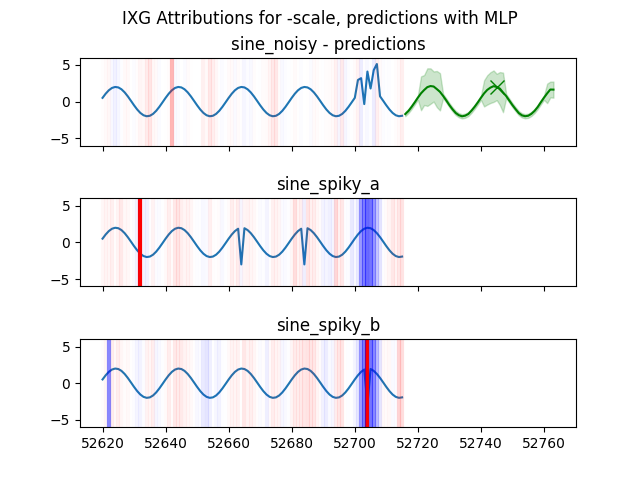 IXG Attributions for -scale, predictions with MLP
sine_noisy - predictions
5
0
−5
sine_spiky_a
5
0
−5
sine_spiky_b
5
0
−5
52620 52640 52660 52680 52700 52720 52740 52760